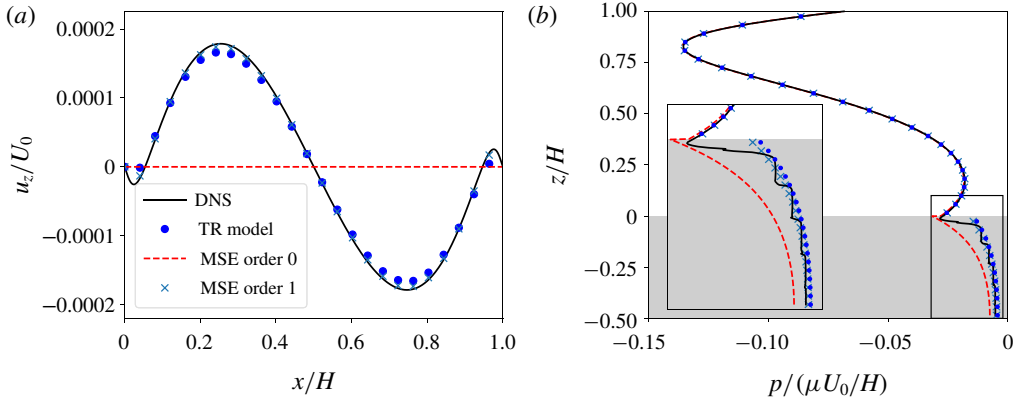 (a)
0.0002
0.0001
0
−0.0001
−0.0002
u_z/U_0
DNS
TR model
MSE order 0
MSE order 1
0
0.2
0.4
0.6
0.8
1.0
x/H
(b)
1.00
0.75
0.50
0.25
0
−0.25
−0.50
z/H
−0.15
−0.10
−0.05
0
p/(μU_0/H)